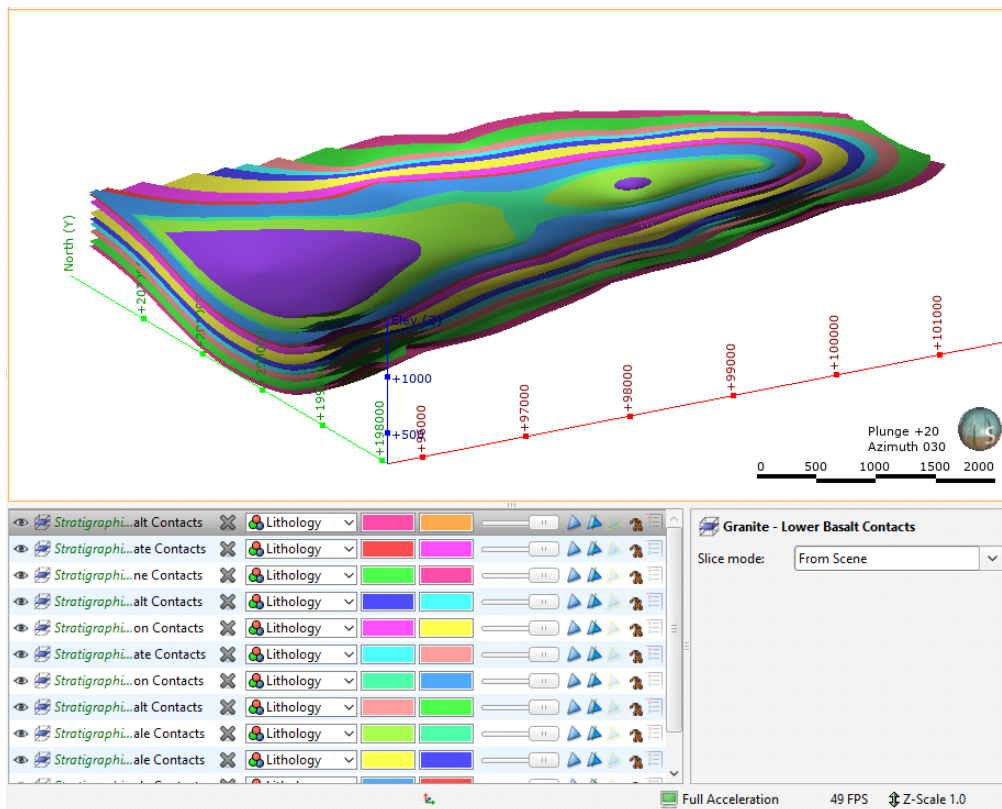 North (Y)
Elev (Z)
+1000
+500
+198000
+96000
+97000
+98000
+99000
+100000
+101000
Plunge +20
Azimuth 030
S
0 500 1000 1500 2000
Stratigraphi...alt Contacts Lithology
Stratigraphi...ate Contacts Lithology
Stratigraphi...ne Contacts Lithology
Stratigraphi...alt Contacts Lithology
Stratigraphi...on Contacts Lithology
Stratigraphi...ate Contacts Lithology
Stratigraphi...on Contacts Lithology
Stratigraphi...alt Contacts Lithology
Stratigraphi...ale Contacts Lithology
Stratigraphi...ale Contacts Lithology
Granite - Lower Basalt Contacts
Slice mode: From Scene
Full Acceleration 49 FPS Z-Scale 1.0